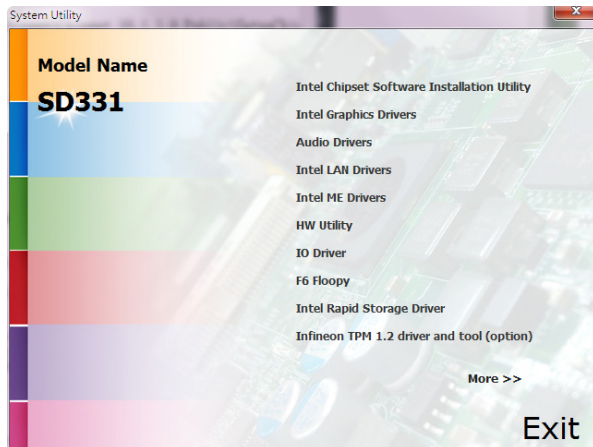 System Utility
Model Name
SD331
Intel Chipset Software Installation Utility
Intel Graphics Drivers
Audio Drivers
Intel LAN Drivers
Intel ME Drivers
HW Utility
IO Driver
F6 Floopy
Intel Rapid Storage Driver
Infineon TPM 1.2 driver and tool (option)
More >>
Exit